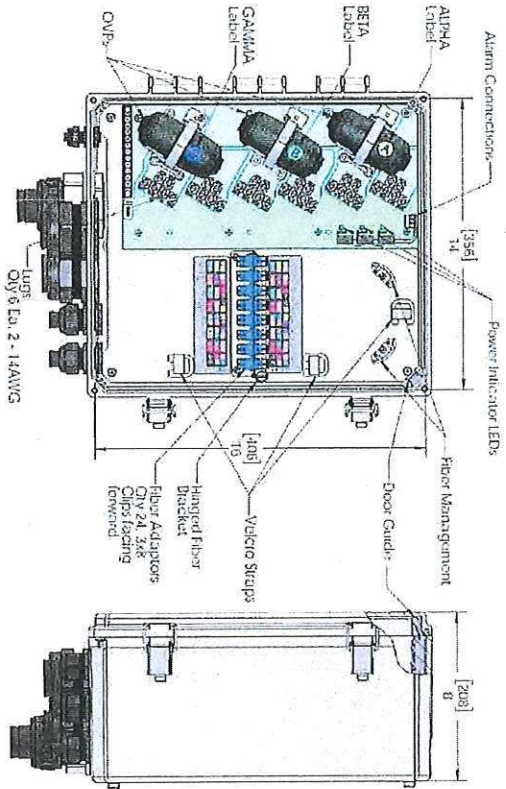 ALPHA
Label
Alarm Connections
BETA
Label
GAMMA
Label
OVPs
[356]
14
Power Indicator LEDs
Fiber Management
Door Guide
[406]
16
Velcro Straps
Hinged Fiber
Bracket
Fiber Adaptors
Qty 24, 3x8
Clips facing
forward
Lugs
Qty 6 Ea. 2 - 14AWG
[208]
8